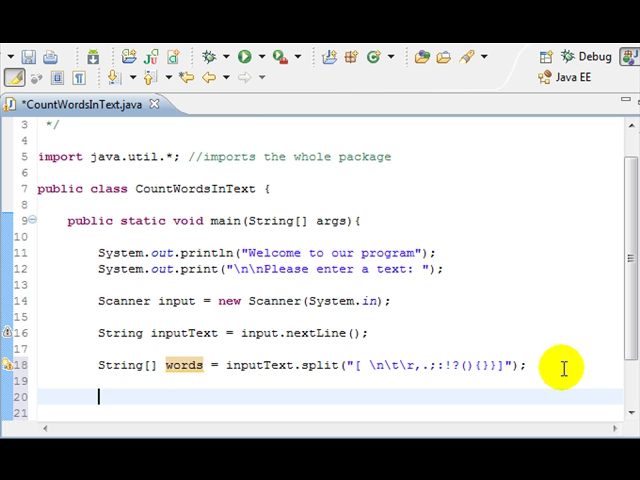 Debug
Java EE
*CountWordsInText.java
3 */
4
5 import java.util.*; //imports the whole package
6
7 public class CountWordsInText {
8
9 public static void main(String[] args){
10
11 System.out.println("Welcome to our program");
12 System.out.print("\n\nPlease enter a text: ");
13
14 Scanner input = new Scanner(System.in);
15
16 String inputText = input.nextLine();
17
18 String[] words = inputText.split("[ \n\t\r,.;:!?(){}}]");
19
20
21